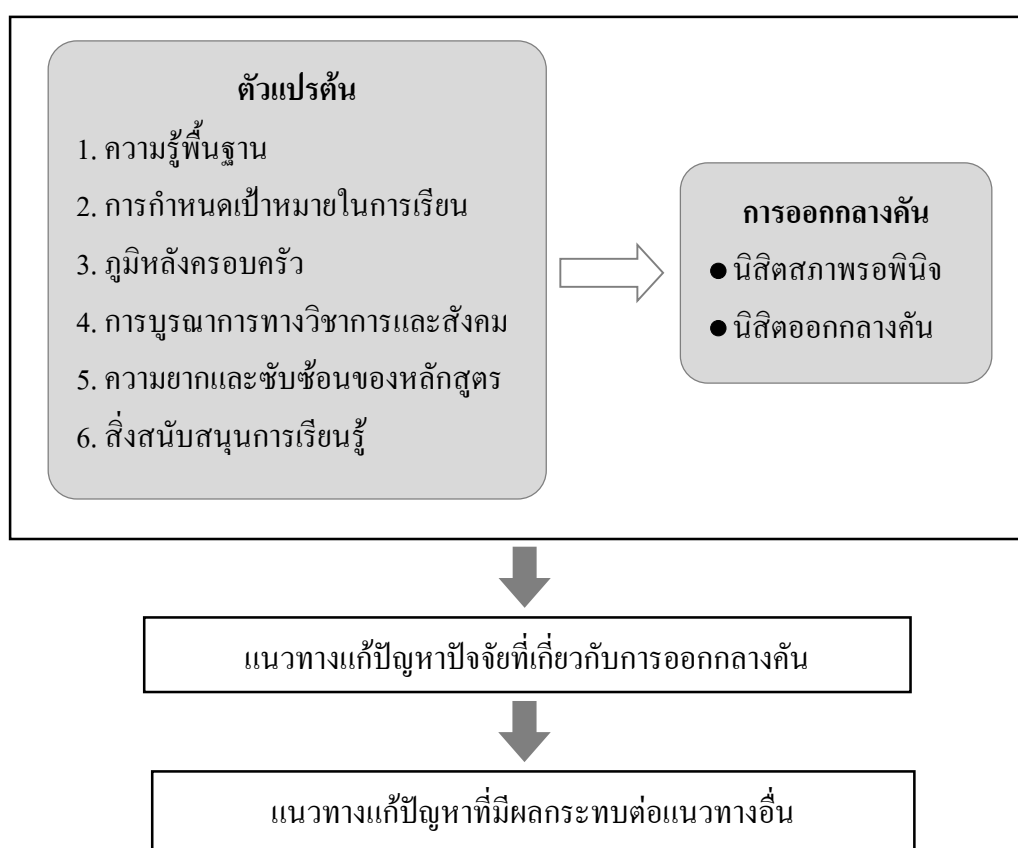 ตัวแปรต้น
1. ความรู้พื้นฐาน
2. การกำหนดเป้าหมายในการเรียน
3. ภูมิหลังครอบครัว
4. การบูรณาการทางวิชาการและสังคม
5. ความยากและซับซ้อนของหลักสูตร
6. สิ่งสนับสนุนการเรียนรู้
การออกกลางคัน
● นิสิตสภาพรอพินิจ
● นิสิตออกกลางคัน
แนวทางแก้ปัญหาปัจจัยที่เกี่ยวกับการออกกลางคัน
แนวทางแก้ปัญหาที่มีผลกระทบต่อแนวทางอื่น